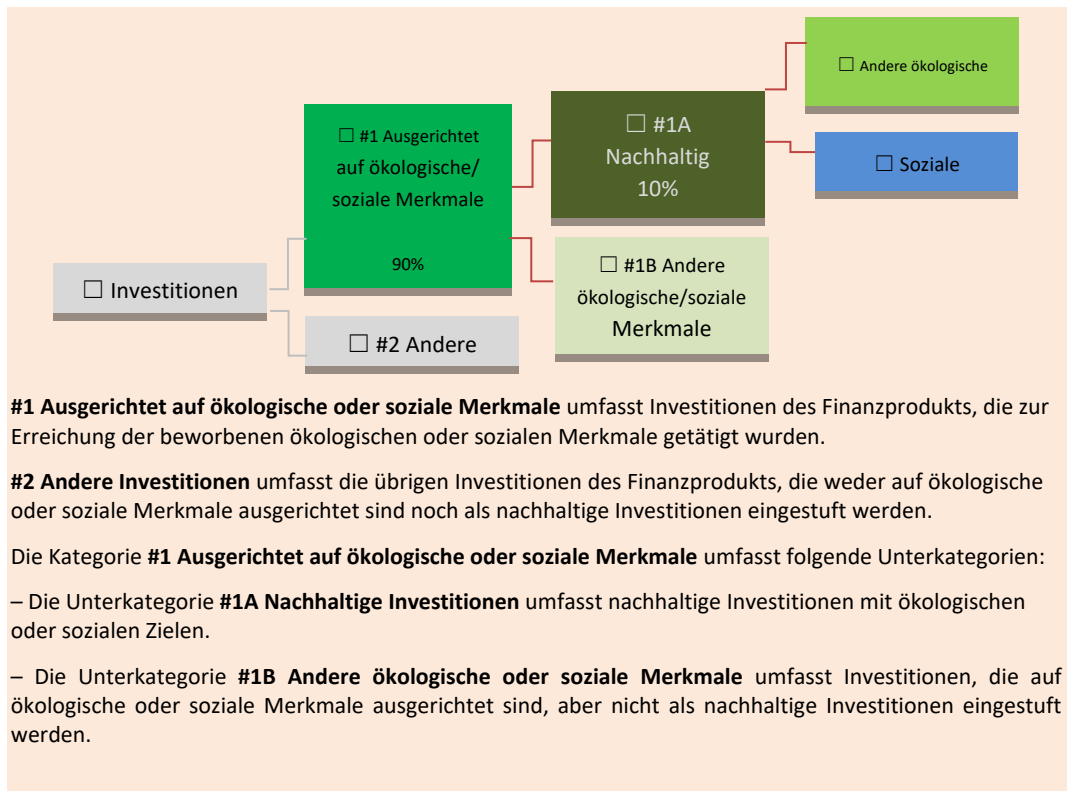 ☐ Andere ökologische
☐ #1 Ausgerichtet
auf ökologische/
soziale Merkmale
90%
☐ #1A
Nachhaltig
10%
☐ Soziale
☐ #1B Andere
ökologische/soziale
Merkmale
☐ Investitionen
☐ #2 Andere
#1 Ausgerichtet auf ökologische oder soziale Merkmale umfasst Investitionen des Finanzprodukts, die zur
Erreichung der beworbenen ökologischen oder sozialen Merkmale getätigt wurden.
#2 Andere Investitionen umfasst die übrigen Investitionen des Finanzprodukts, die weder auf ökologische
oder soziale Merkmale ausgerichtet sind noch als nachhaltige Investitionen eingestuft werden.
Die Kategorie #1 Ausgerichtet auf ökologische oder soziale Merkmale umfasst folgende Unterkategorien:
– Die Unterkategorie #1A Nachhaltige Investitionen umfasst nachhaltige Investitionen mit ökologischen
oder sozialen Zielen.
– Die Unterkategorie #1B Andere ökologische oder soziale Merkmale umfasst Investitionen, die auf
ökologische oder soziale Merkmale ausgerichtet sind, aber nicht als nachhaltige Investitionen eingestuft
werden.